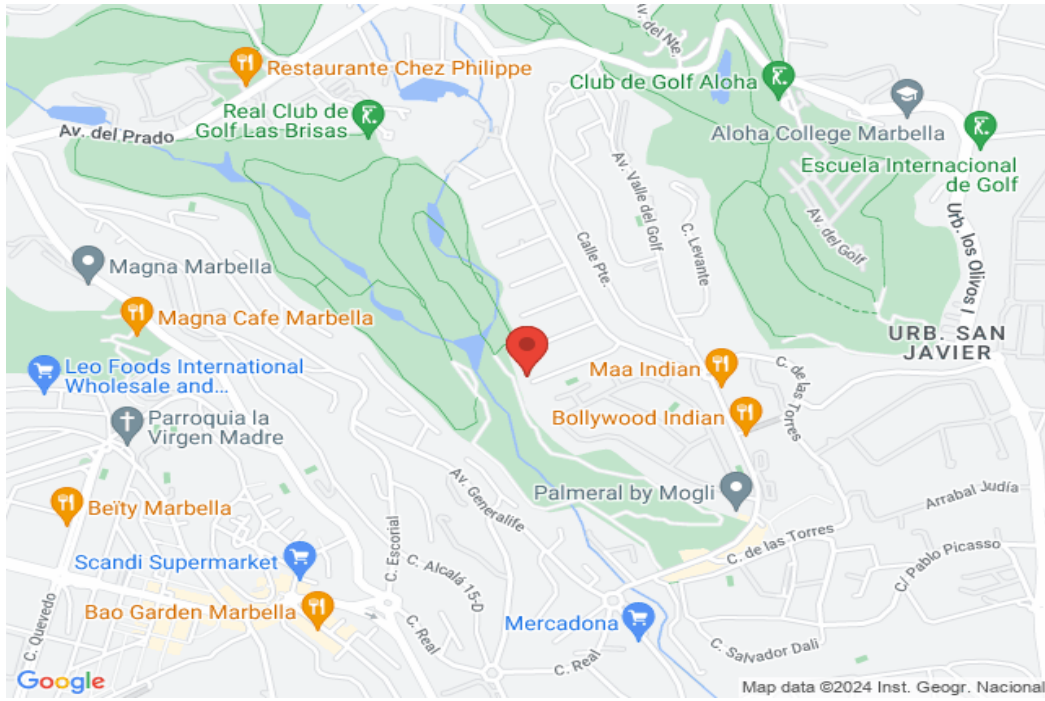 Av. del Nte.
Restaurante Chez Philippe
Club de Golf Aloha
Real Club de
Golf Las Brisas
Av. del Prado
Aloha College Marbella
Escuela Internacional
de Golf
Av. Valle del Golf
C. Levante
Av. del Golf
Urb. los Olivos I
Calle Pte.
Magna Marbella
Magna Cafe Marbella
URB. SAN
JAVIER
Leo Foods International
Wholesale and...
Maa Indian
C. de las Torres
Parroquia la
Virgen Madre
Bollywood Indian
Beïty Marbella
Av. Generalife
Palmeral by Mogli
Arrabal Judía
C. Escorial
C. de las Torres
C/ Pablo Picasso
Scandi Supermarket
C. Alcalá 15-D
Bao Garden Marbella
C. Quevedo
C. Real
Mercadona
C. Real
C. Salvador Dali
Google
Map data ©2024 Inst. Geogr. Nacional